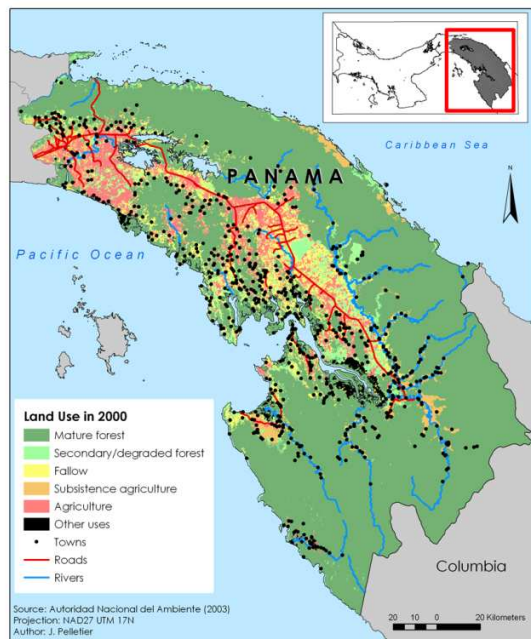 Caribbean Sea
N
PANAMA
Pacific Ocean
Land Use in 2000
Mature forest
Secondary/degraded forest
Fallow
Subsistence agriculture
Agriculture
Other uses
Towns
Roads
Rivers
Columbia
Source: Autoridad Nacional del Ambiente (2003)
Projection: NAD27 UTM 17N
Author: J. Pelletier
20 10 0 20 Kilometers